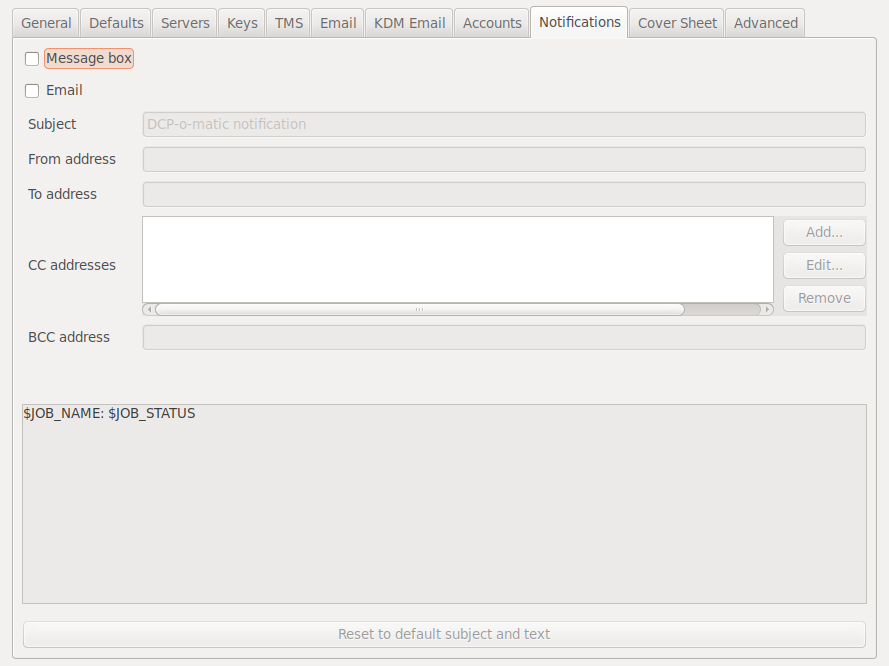 General Defaults Servers Keys TMS Email KDM Email Accounts Notifications Cover Sheet Advanced
Message box
Email
Subject DCP-o-matic notification
From address
To address
CC addresses
Add...
Edit...
Remove
BCC address
$JOB_NAME: $JOB_STATUS
Reset to default subject and text